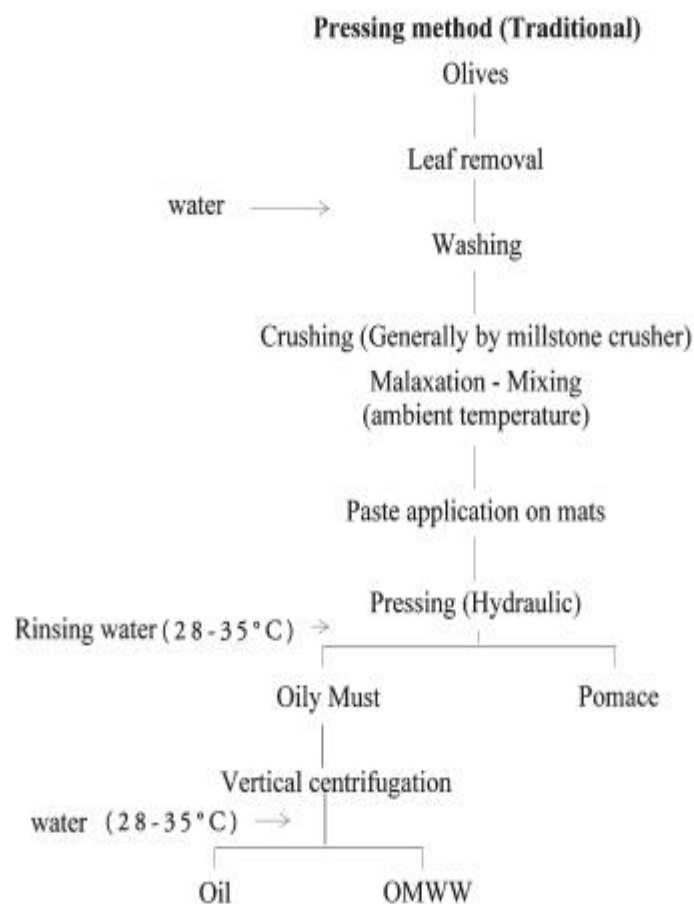 Pressing method (Traditional)
Olives
Leaf removal
water
Washing
Crushing (Generally by millstone crusher)
Malaxation - Mixing
(ambient temperature)
Paste application on mats
Pressing (Hydraulic)
Rinsing water (28-35°C)
Oily Must
Pomace
Vertical centrifugation
water (28-35°C)
Oil
OMWW